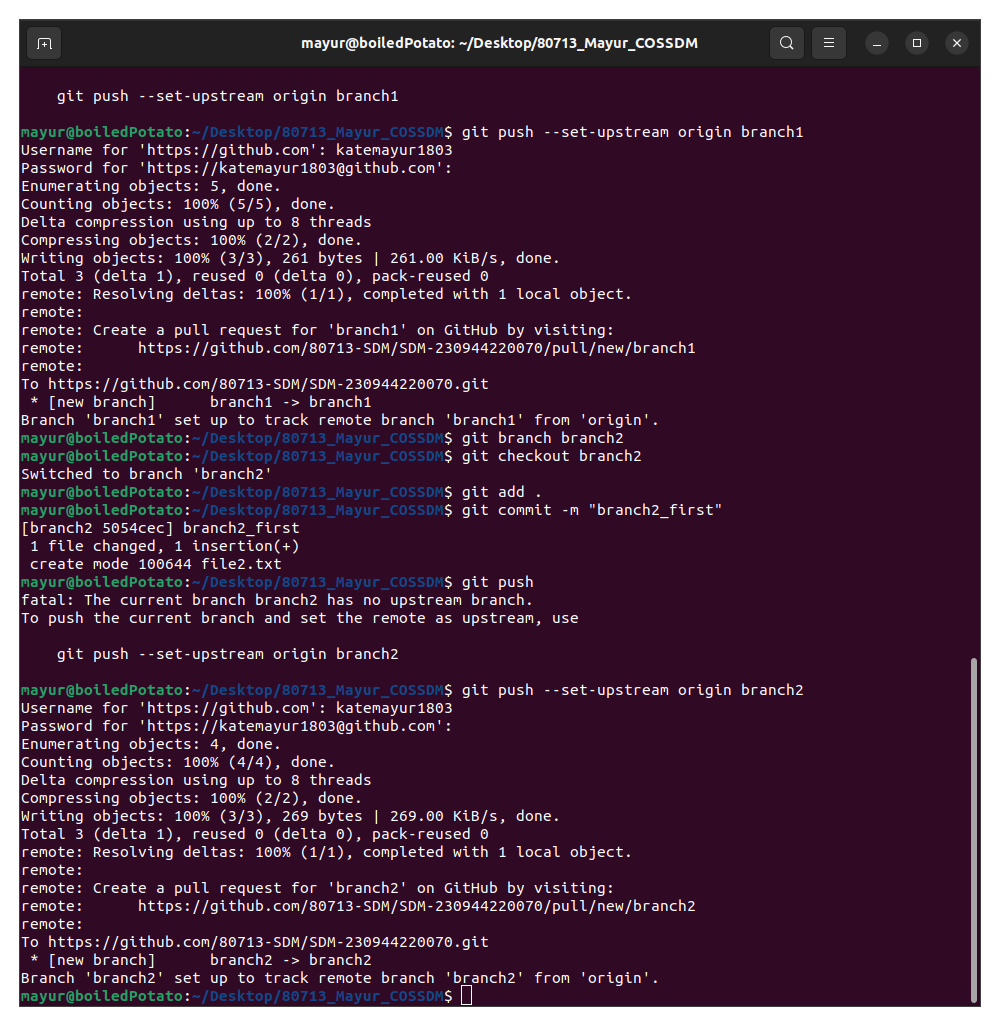 mayur@boiledPotato: ~/Desktop/80713_Mayur_COSSDM
    git push --set-upstream origin branch1
mayur@boiledPotato:~/Desktop/80713_Mayur_COSSDM$ git push --set-upstream origin branch1
Username for 'https://github.com': katemayur1803
Password for 'https://katemayur1803@github.com':
Enumerating objects: 5, done.
Counting objects: 100% (5/5), done.
Delta compression using up to 8 threads
Compressing objects: 100% (2/2), done.
Writing objects: 100% (3/3), 261 bytes | 261.00 KiB/s, done.
Total 3 (delta 1), reused 0 (delta 0), pack-reused 0
remote: Resolving deltas: 100% (1/1), completed with 1 local object.
remote:
remote: Create a pull request for 'branch1' on GitHub by visiting:
remote:      https://github.com/80713-SDM/SDM-230944220070/pull/new/branch1
remote:
To https://github.com/80713-SDM/SDM-230944220070.git
 * [new branch]      branch1 -> branch1
Branch 'branch1' set up to track remote branch 'branch1' from 'origin'.
mayur@boiledPotato:~/Desktop/80713_Mayur_COSSDM$ git branch branch2
mayur@boiledPotato:~/Desktop/80713_Mayur_COSSDM$ git checkout branch2
Switched to branch 'branch2'
mayur@boiledPotato:~/Desktop/80713_Mayur_COSSDM$ git add .
mayur@boiledPotato:~/Desktop/80713_Mayur_COSSDM$ git commit -m "branch2_first"
[branch2 5054cec] branch2_first
 1 file changed, 1 insertion(+)
 create mode 100644 file2.txt
mayur@boiledPotato:~/Desktop/80713_Mayur_COSSDM$ git push
fatal: The current branch branch2 has no upstream branch.
To push the current branch and set the remote as upstream, use
    git push --set-upstream origin branch2
mayur@boiledPotato:~/Desktop/80713_Mayur_COSSDM$ git push --set-upstream origin branch2
Username for 'https://github.com': katemayur1803
Password for 'https://katemayur1803@github.com':
Enumerating objects: 4, done.
Counting objects: 100% (4/4), done.
Delta compression using up to 8 threads
Compressing objects: 100% (2/2), done.
Writing objects: 100% (3/3), 269 bytes | 269.00 KiB/s, done.
Total 3 (delta 1), reused 0 (delta 0), pack-reused 0
remote: Resolving deltas: 100% (1/1), completed with 1 local object.
remote:
remote: Create a pull request for 'branch2' on GitHub by visiting:
remote:      https://github.com/80713-SDM/SDM-230944220070/pull/new/branch2
remote:
To https://github.com/80713-SDM/SDM-230944220070.git
 * [new branch]      branch2 -> branch2
Branch 'branch2' set up to track remote branch 'branch2' from 'origin'.
mayur@boiledPotato:~/Desktop/80713_Mayur_COSSDM$